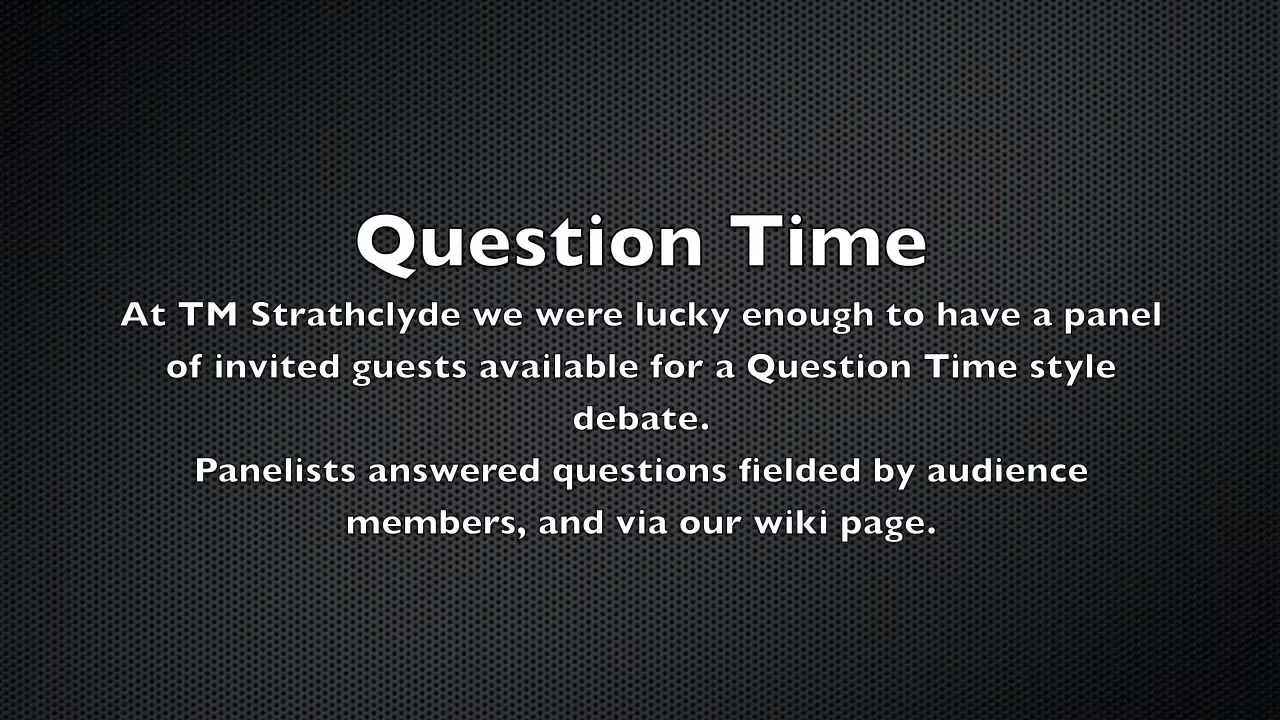 Question Time
At TM Strathclyde we were lucky enough to have a panel
of invited guests available for a Question Time style
debate.
Panelists answered questions fielded by audience
members, and via our wiki page.